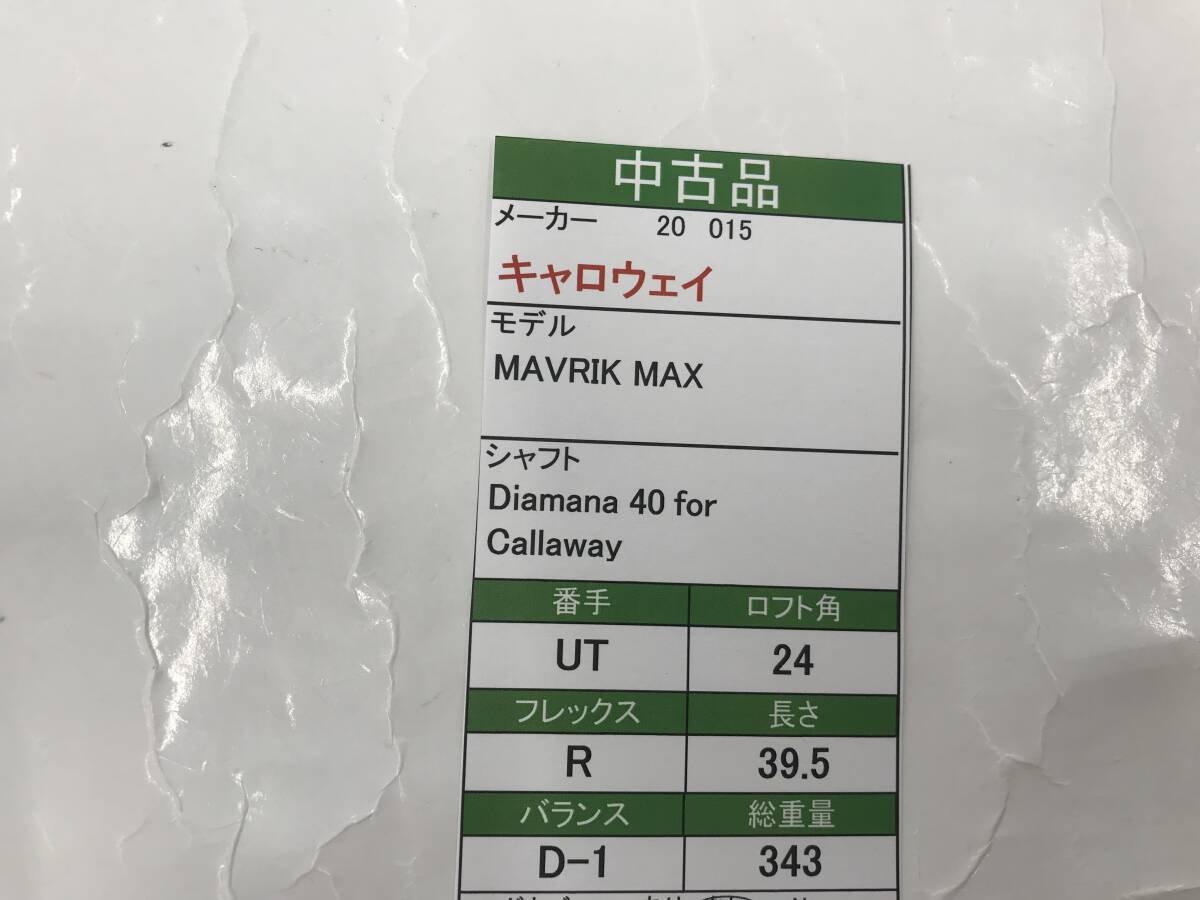 中古品
メーカー 20 015
キャロウェイ
モデル
MAVRIK MAX
シャフト
Diamana 40 for
Callaway
番手 ロフト角
UT 24
フレックス 長さ
R 39.5
バランス 総重量
D-1 343